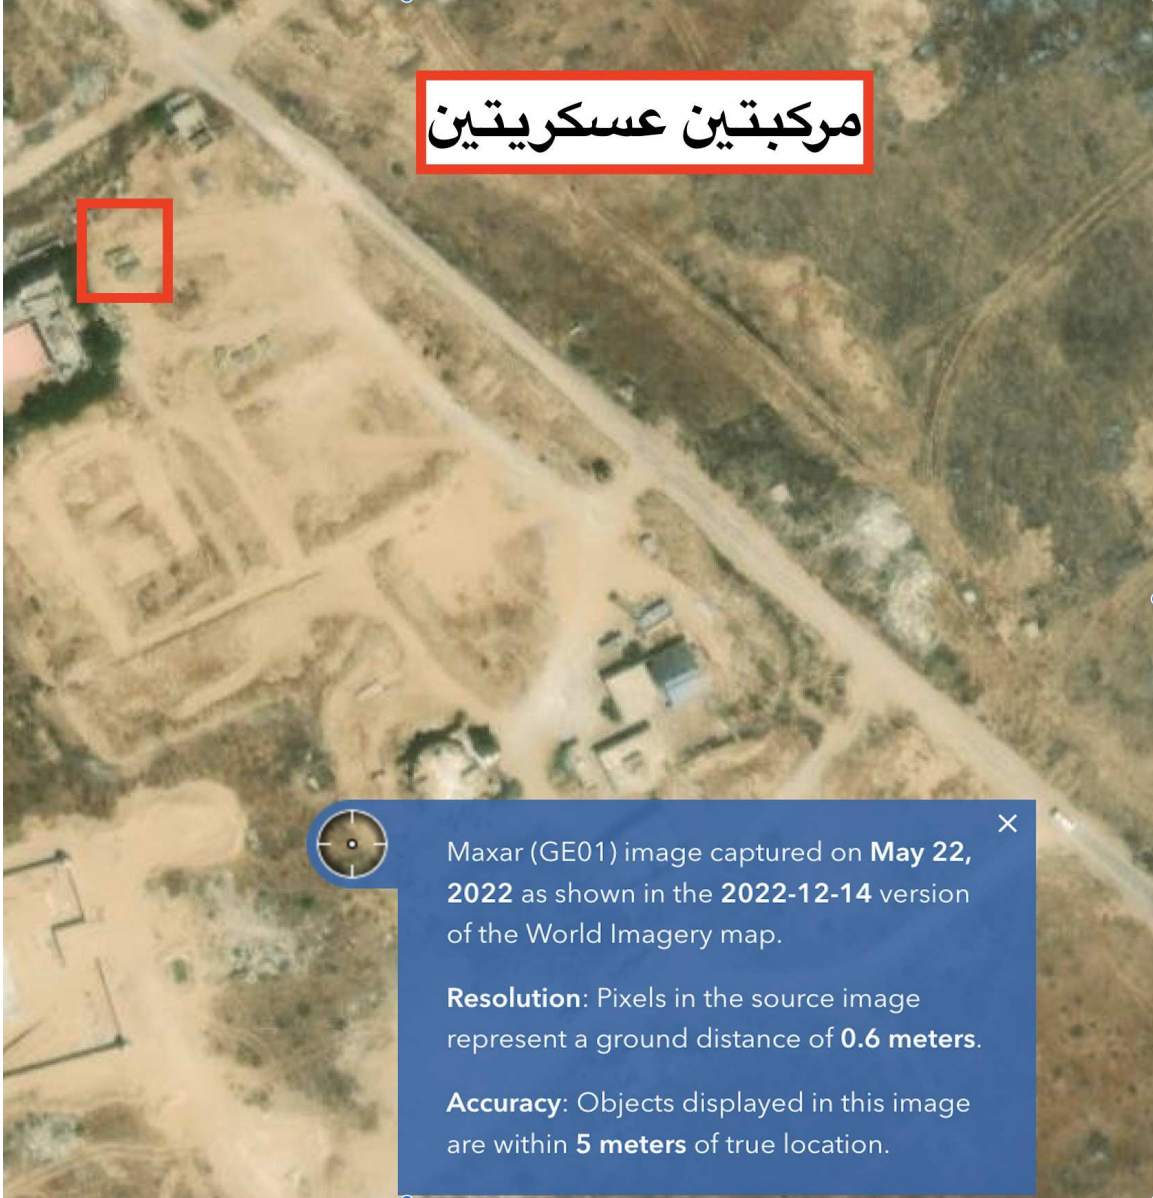 مركبتين عسكريتين
Maxar (GE01) image captured on May 22,
2022 as shown in the 2022-12-14 version
of the World Imagery map.
Resolution: Pixels in the source image
represent a ground distance of 0.6 meters.
Accuracy: Objects displayed in this image
are within 5 meters of true location.